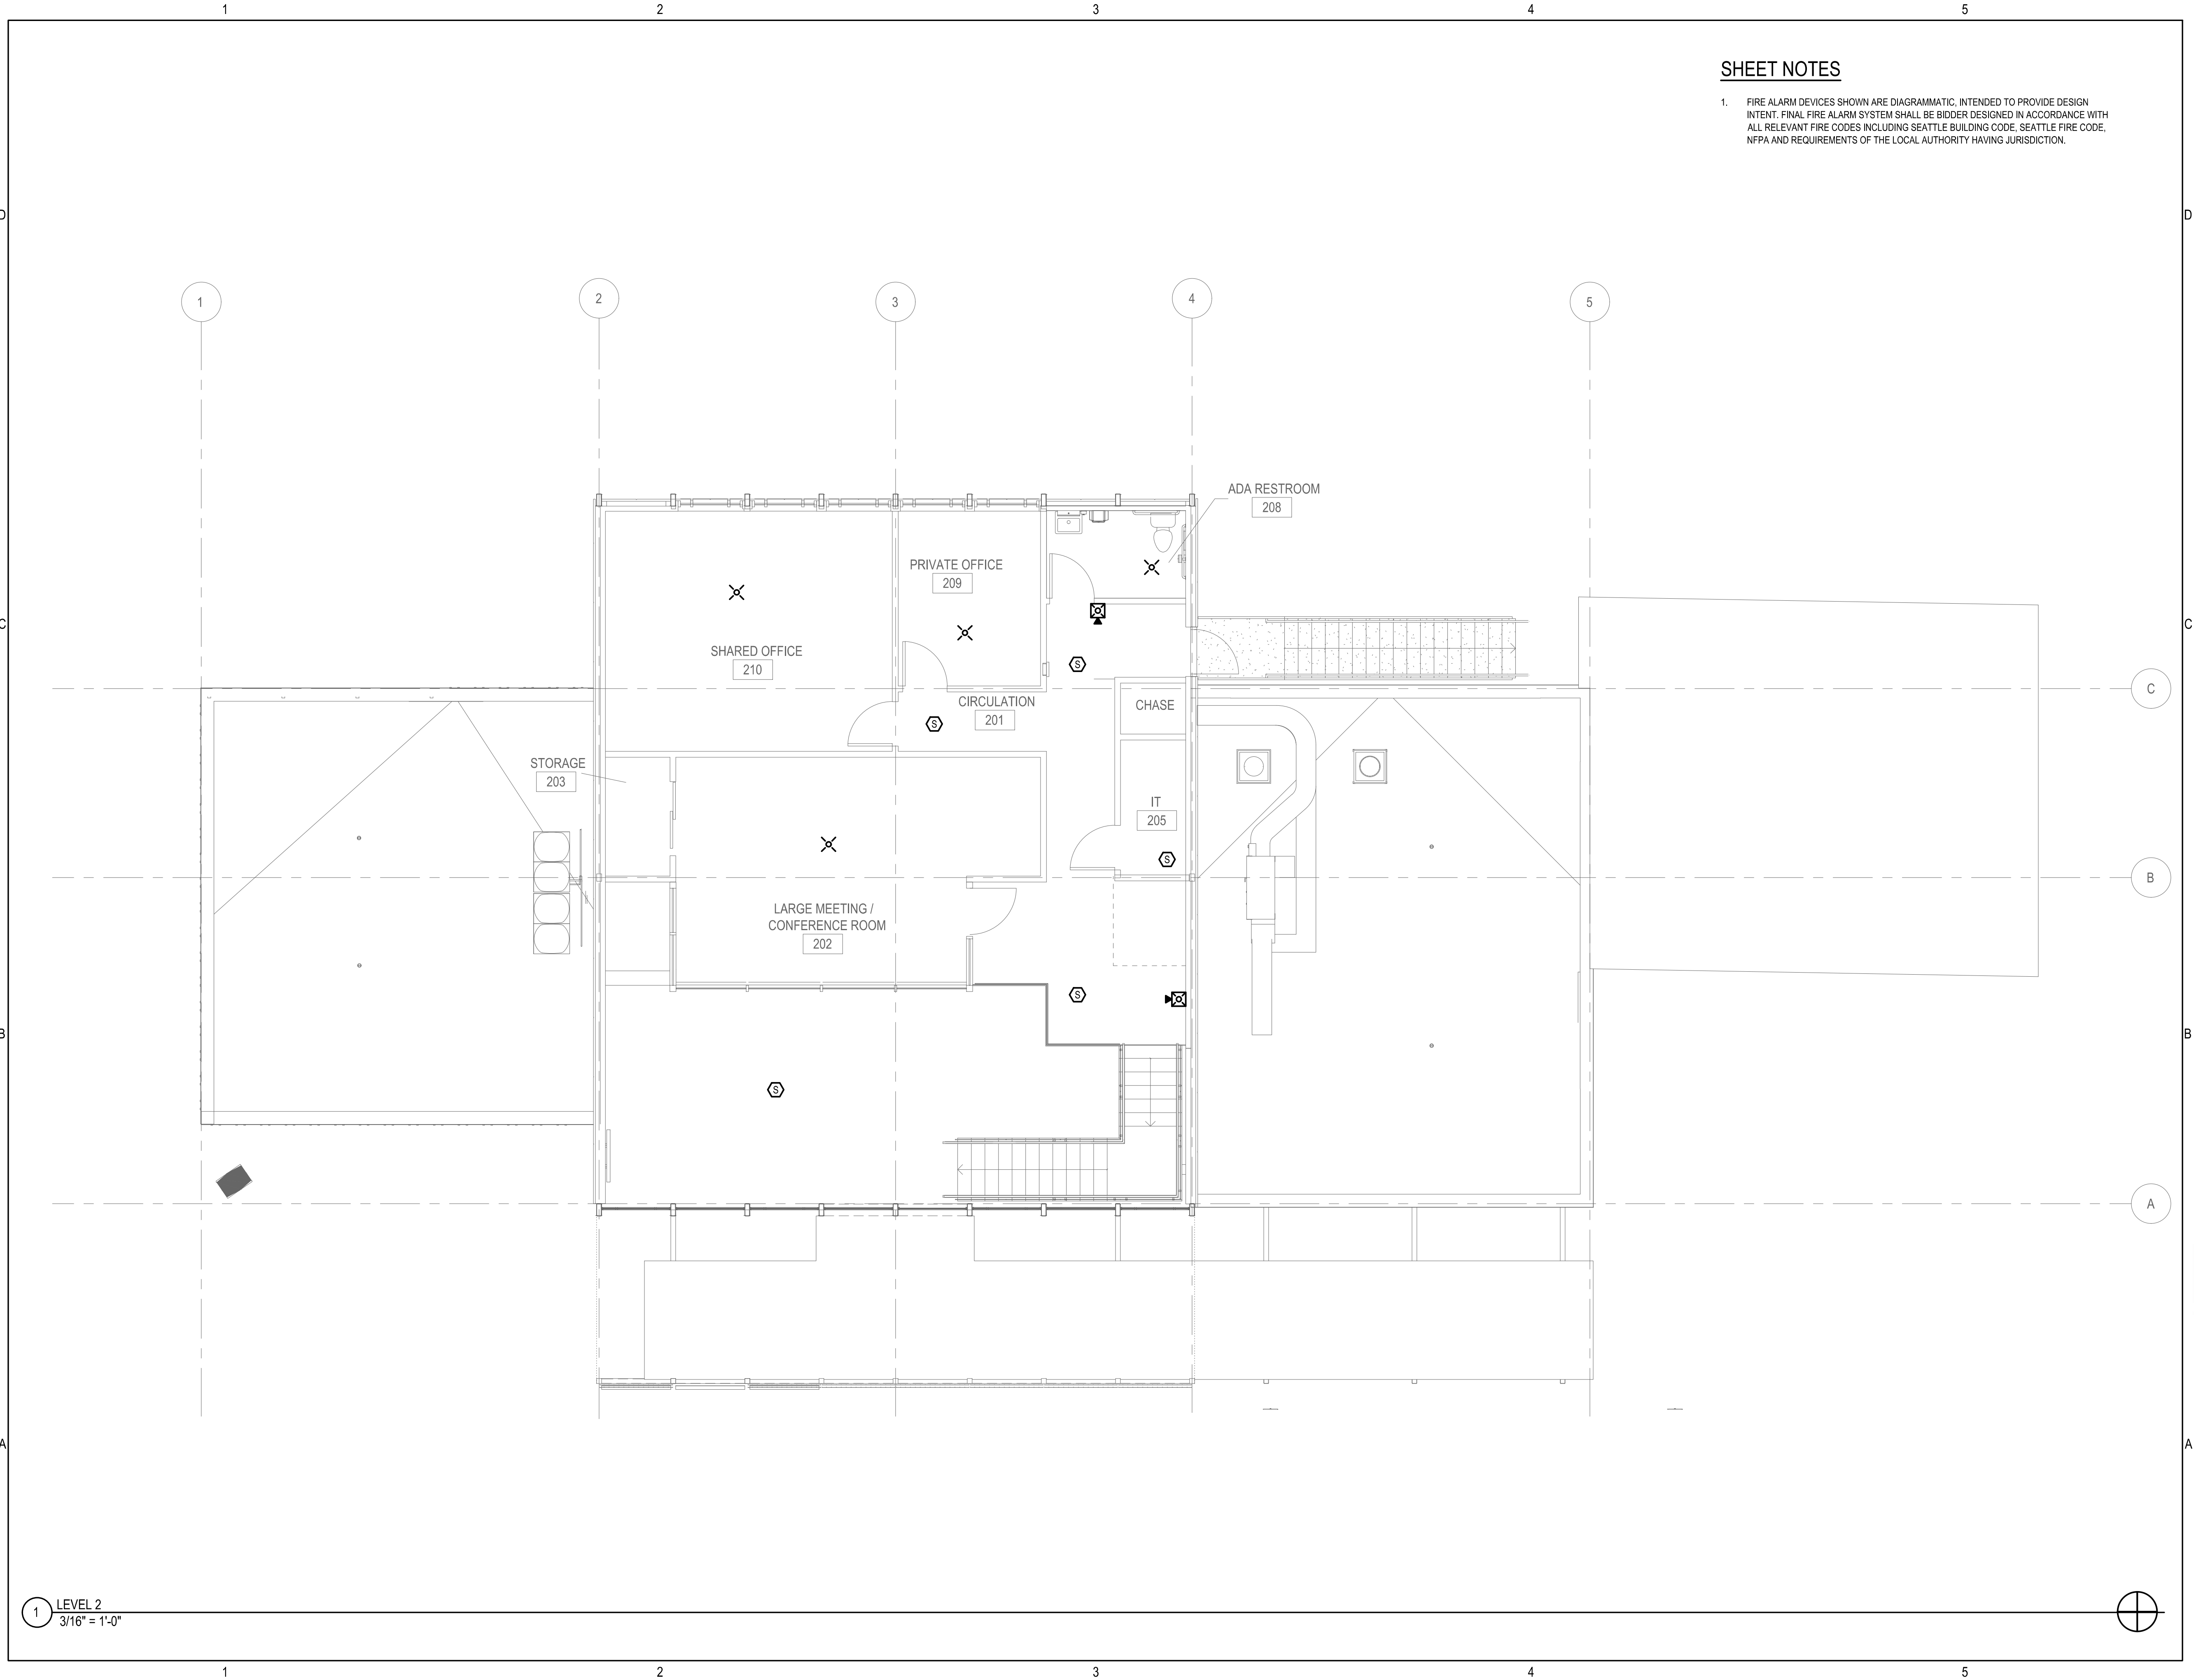 1 2 3 4 5
SHEET NOTES
1. FIRE ALARM DEVICES SHOWN ARE DIAGRAMMATIC, INTENDED TO PROVIDE DESIGN
INTENT. FINAL FIRE ALARM SYSTEM SHALL BE BIDDER DESIGNED IN ACCORDANCE WITH
ALL RELEVANT FIRE CODES INCLUDING SEATTLE BUILDING CODE, SEATTLE FIRE CODE,
NFPA AND REQUIREMENTS OF THE LOCAL AUTHORITY HAVING JURISDICTION.
D D
1 2 3 4 5
ADA RESTROOM
208
PRIVATE OFFICE
209
C C
SHARED OFFICE
210
S
C
CIRCULATION
201
CHASE
S
STORAGE
203
IT
205
S
B
LARGE MEETING /
CONFERENCE ROOM
202
S
B B
S
A
A A
1 LEVEL 2
3/16" = 1'-0"
1 2 3 4 5